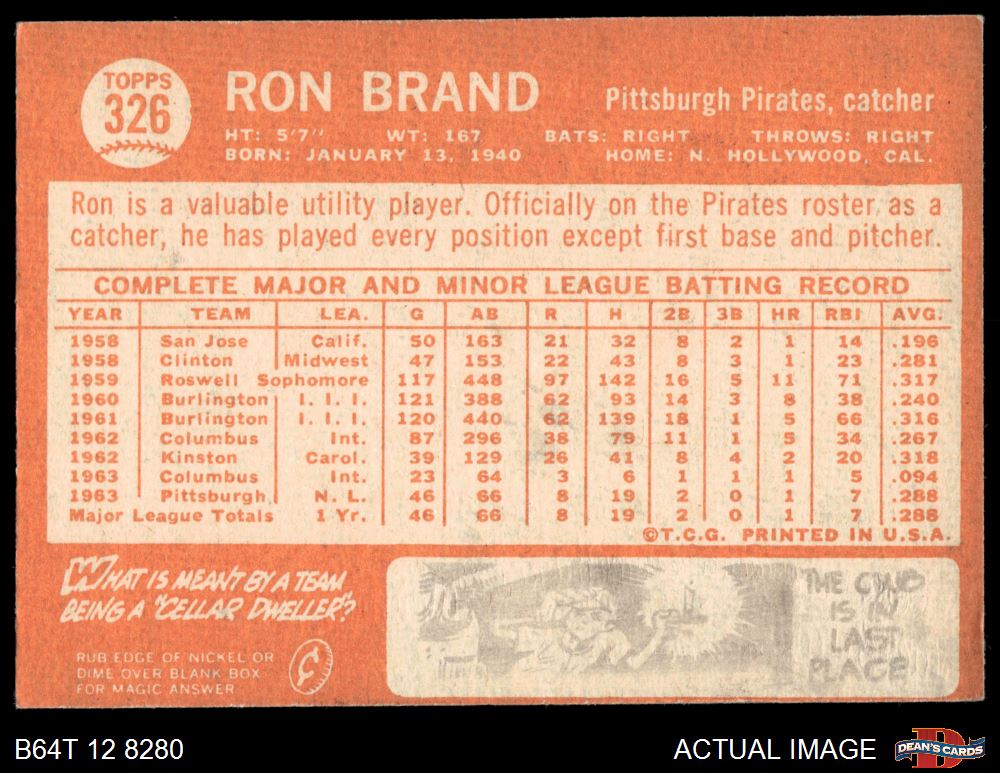 TOPPS
326
RON BRAND
Pittsburgh Pirates, catcher
HT: 5'7" WT: 167 BATS: RIGHT THROWS: RIGHT
BORN: JANUARY 13, 1940 HOME: N. HOLLYWOOD, CAL.
Ron is a valuable utility player. Officially on the Pirates roster as a
catcher, he has played every position except first base and pitcher.
COMPLETE MAJOR AND MINOR LEAGUE BATTING RECORD
YEAR TEAM LEA. G AB R H 2B 3B HR RBI AVG.
1958 San Jose Calif. 50 163 21 32 8 2 1 14 .196
1958 Clinton Midwest 47 153 22 43 8 3 1 23 .281
1959 Roswell Sophomore 117 448 97 142 16 5 11 71 .317
1960 Burlington I. I. I. 121 388 62 93 14 3 8 38 .240
1961 Burlington I. I. I. 120 440 62 139 18 1 5 66 .316
1962 Columbus Int. 87 296 38 79 11 1 5 34 .267
1962 Kinston Carol. 39 129 26 41 8 4 2 20 .318
1963 Columbus Int. 23 64 3 6 1 1 1 5 .094
1963 Pittsburgh N. L. 46 66 8 19 2 0 1 7 .288
Major League Totals 1 Yr. 46 66 8 19 2 0 1 7 .288
©T.C.G. PRINTED IN U.S.A.
WHAT IS MEANT BY A TEAM
BEING A "CELLAR DWELLER"?
RUB EDGE OF NICKEL OR
DIME OVER BLANK BOX
FOR MAGIC ANSWER
THE CLUB
IS IN
LAST
PLACE
B64T 12 8280
ACTUAL IMAGE
DEAN'S CARDS